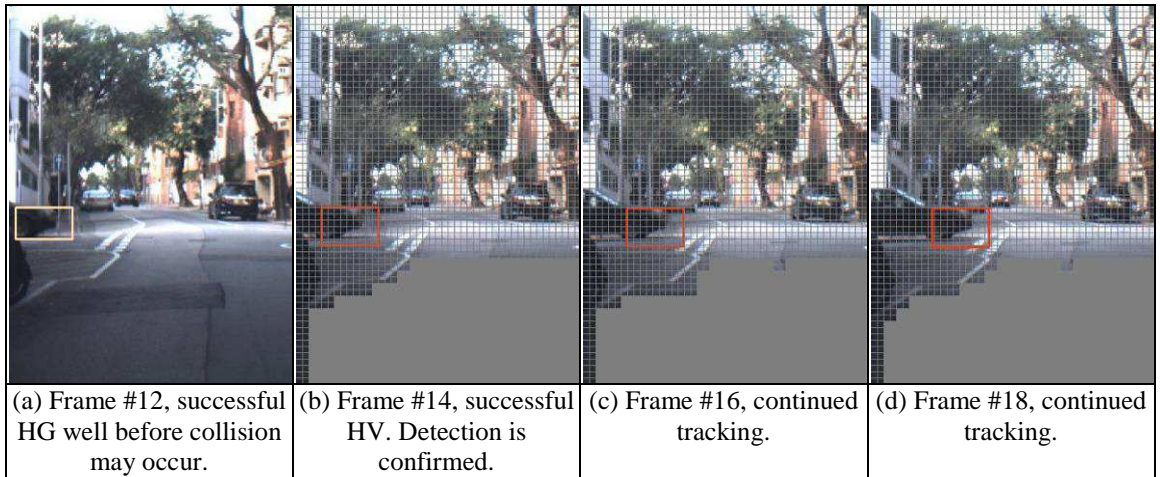 (a) Frame #12, successful
HG well before collision
may occur.
(b) Frame #14, successful
HV. Detection is
confirmed.
(c) Frame #16, continued
tracking.
(d) Frame #18, continued
tracking.